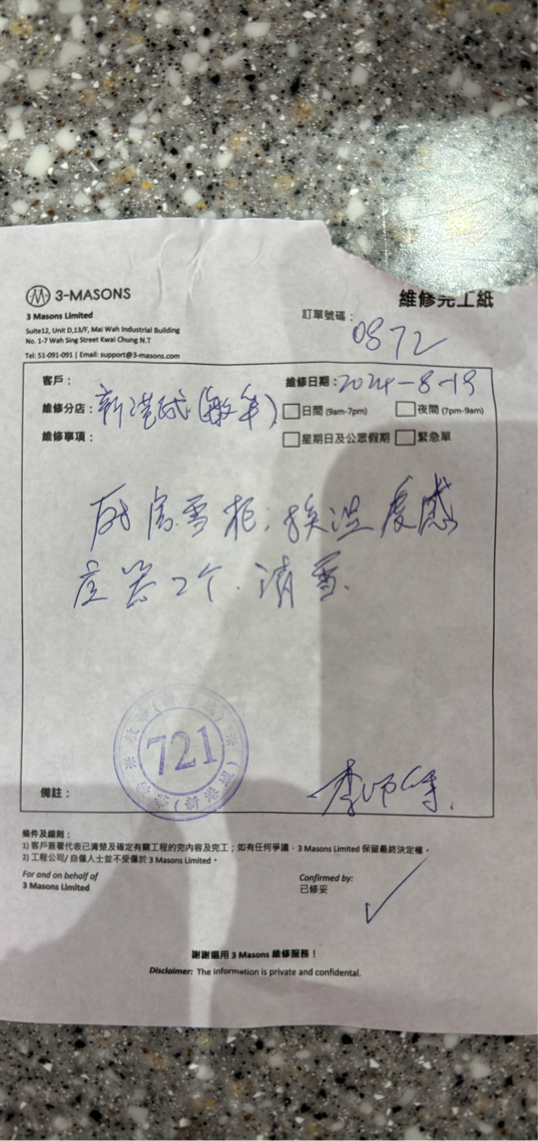 3-MASONS
維修完工紙
3 Masons Limited
訂單號碼：
0872
Suite12, Unit D,13/F, Mai Wah Industrial Building
No. 1-7 Wah Sing Street Kwai Chung N.T
Tel: 51-091-091 | Email: support@3-masons.com
客戶：
維修日期：2024-8-19
維修分店：新港城(敏华)
日間 (9am-7pm) 夜間 (7pm-9am)
維修事項：
星期日及公眾假期 緊急單
厨房雪柜：换温度感
应器2个．清雪．
721
(新港城)
備註：
李师傅.
條件及細則：
1) 客戶簽署代表已清楚及確定有關工程的完內容及完工；如有任何爭議，3 Masons Limited 保留最終決定權。
2) 工程公司/ 自僱人士並不受僱於 3 Masons Limited。
For and on behalf of
3 Masons Limited
Confirmed by:
已修妥
謝謝選用 3 Masons 維修服務！
Disclaimer: The information is private and confidental.